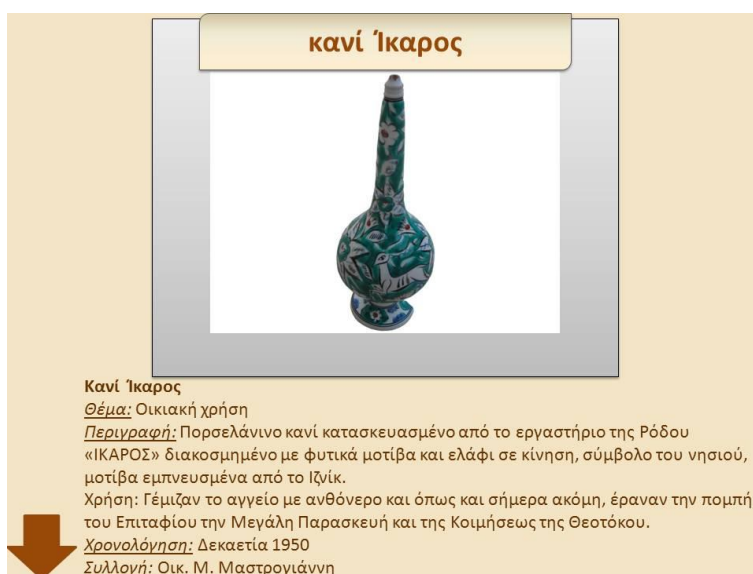 κανί Ίκαρος
Κανί Ίκαρος
Θέμα: Οικιακή χρήση
Περιγραφή: Πορσελάνινο κανί κατασκευασμένο από το εργαστήριο της Ρόδου
«ΙΚΑΡΟΣ» διακοσμημένο με φυτικά μοτίβα και ελάφι σε κίνηση, σύμβολο του νησιού,
μοτίβα εμπνευσμένα από το Ιζνίκ.
Χρήση: Γέμιζαν το αγγείο με ανθόνερο και όπως και σήμερα ακόμη, έραναν την πομπή
του Επιταφίου την Μεγάλη Παρασκευή και της Κοιμήσεως της Θεοτόκου.
Χρονολόγηση: Δεκαετία 1950
Συλλογή: Οικ. Μ. Μαστρογιάννη